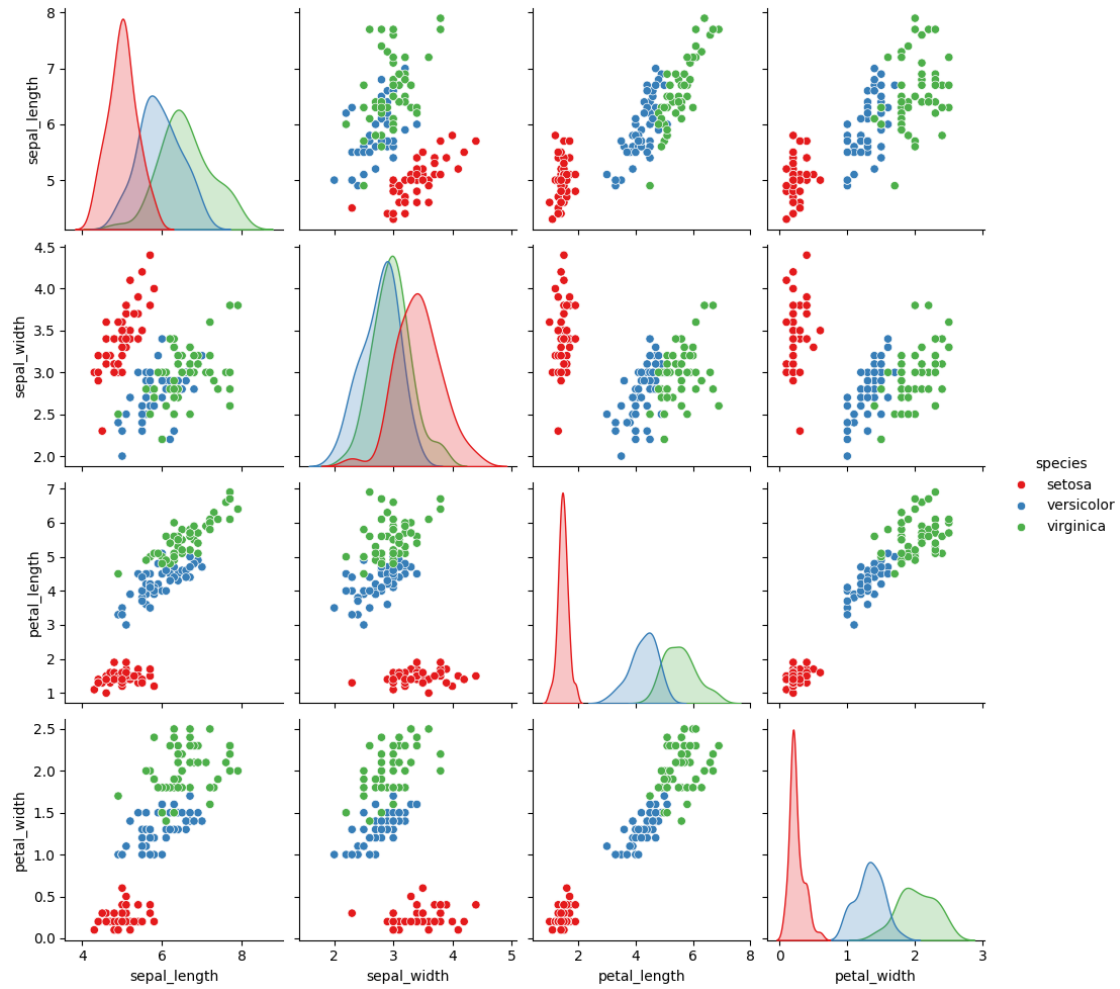 8
7
6
5
sepal_length
4.5
4.0
3.5
3.0
2.5
2.0
sepal_width
species
setosa
versicolor
virginica
7
6
5
4
3
2
1
petal_length
2.5
2.0
1.5
1.0
0.5
0.0
petal_width
4 6 8
sepal_length
2 3 4 5
sepal_width
0 2 4 6 8
petal_length
0 1 2 3
petal_width